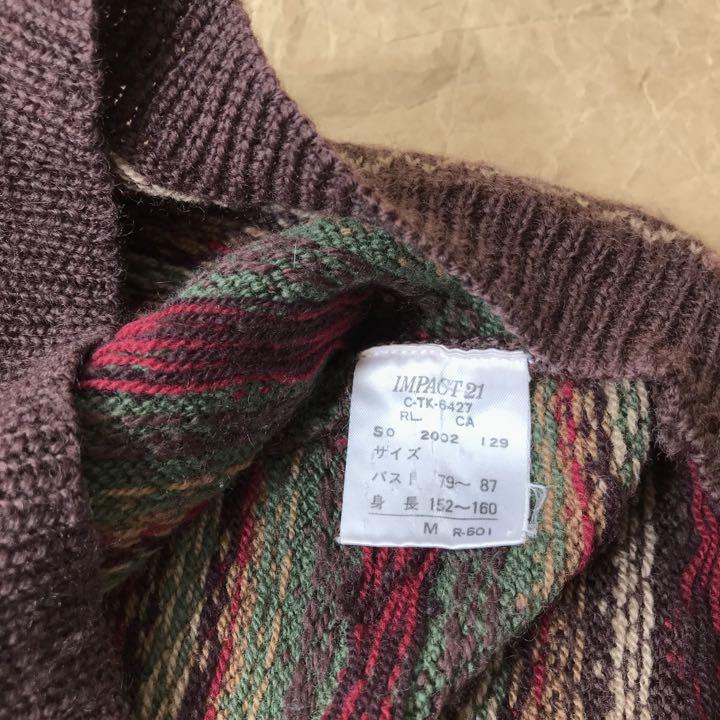 IMPACT 21
C-TK-6427
RL CA
SO 2002 129
サイズ
バスト 79〜 87
身 長 152〜160
M R-601